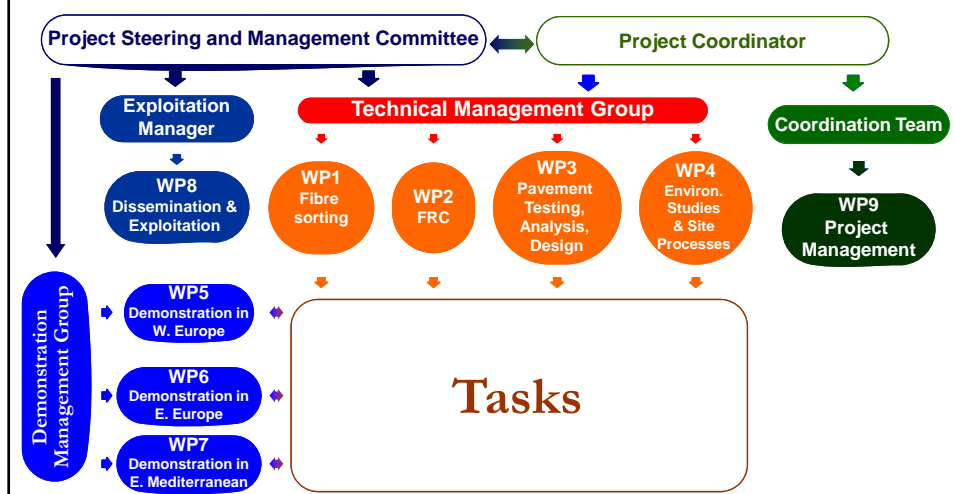 Project Steering and Management Committee
Project Coordinator
Exploitation
Manager
Technical Management Group
Coordination Team
WP8
Dissemination &
Exploitation
WP1
Fibre
sorting
WP2
FRC
WP3
Pavement
Testing,
Analysis,
Design
WP4
Environ.
Studies
& Site
Processes
WP9
Project
Management
Demonstration
Management Group
WP5
Demonstration in
W. Europe
WP6
Demonstration in
E. Europe
WP7
Demonstration in
E. Mediterranean
Tasks